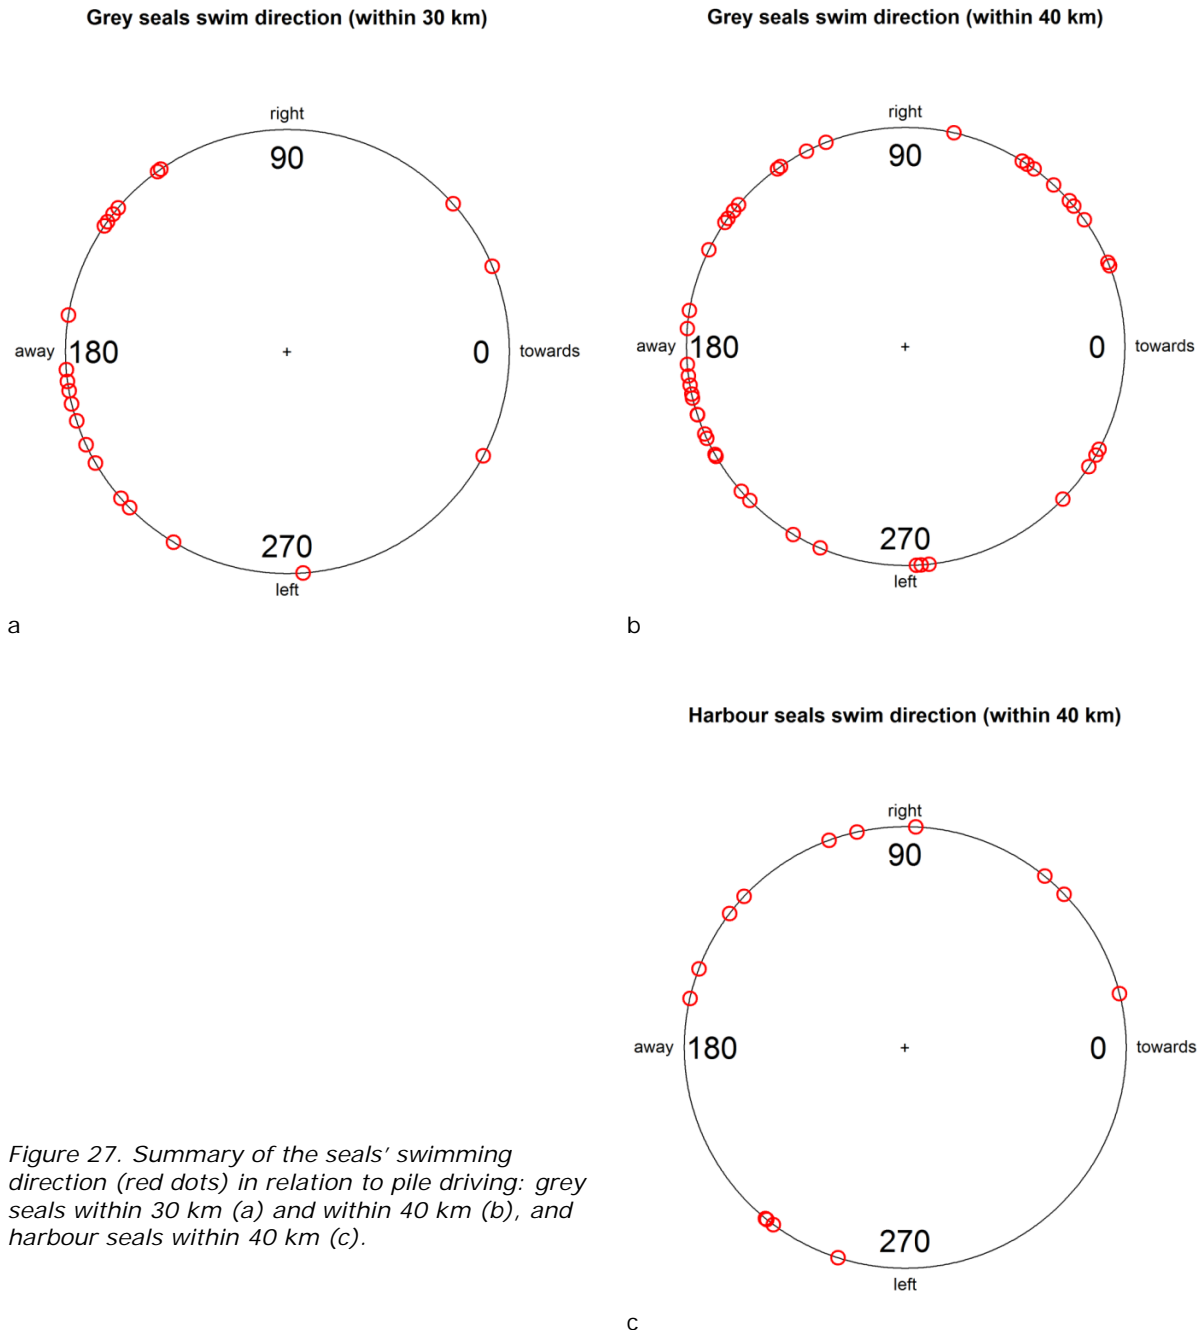 Grey seals swim direction (within 30 km)
right
90
away 180 + 0 towards
270
left
a
Grey seals swim direction (within 40 km)
right
90
away 180 + 0 towards
270
left
b
Harbour seals swim direction (within 40 km)
right
90
away 180 + 0 towards
270
left
c
Figure 27. Summary of the seals’ swimming
direction (red dots) in relation to pile driving: grey
seals within 30 km (a) and within 40 km (b), and
harbour seals within 40 km (c).